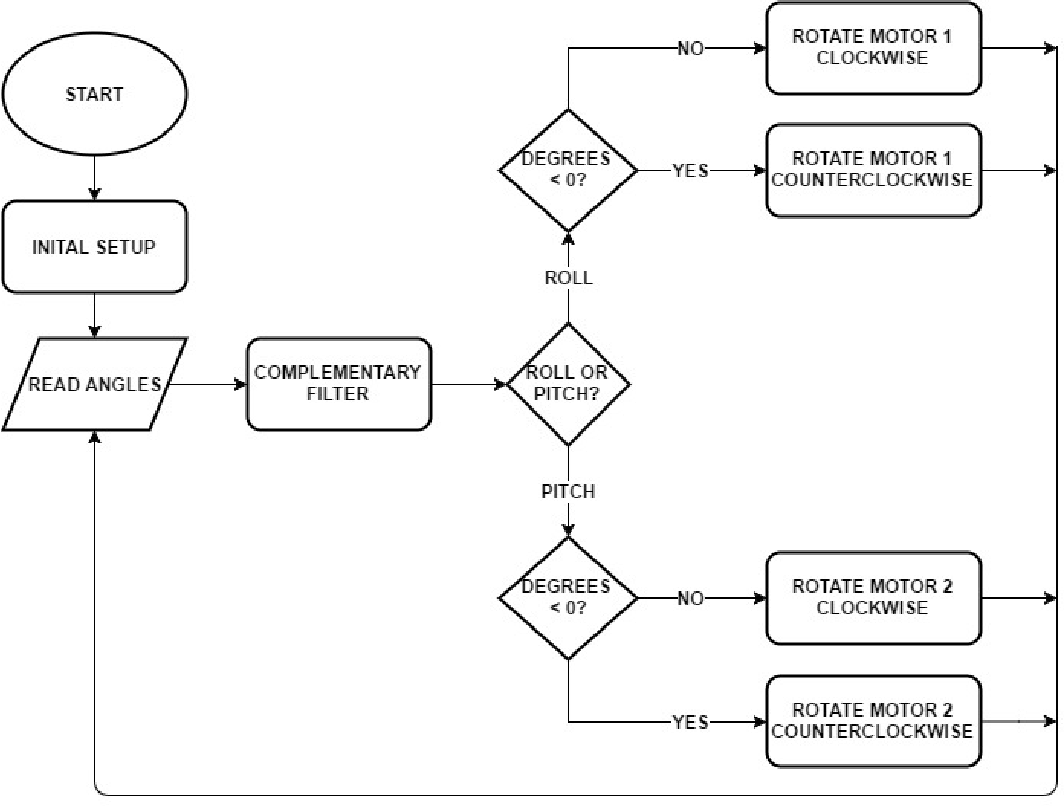 START
INITAL SETUP
READ ANGLES
COMPLEMENTARY
FILTER
ROLL OR
PITCH?
ROLL
DEGREES
< 0?
NO
ROTATE MOTOR 1
CLOCKWISE
YES
ROTATE MOTOR 1
COUNTERCLOCKWISE
PITCH
DEGREES
< 0?
NO
ROTATE MOTOR 2
CLOCKWISE
YES
ROTATE MOTOR 2
COUNTERCLOCKWISE